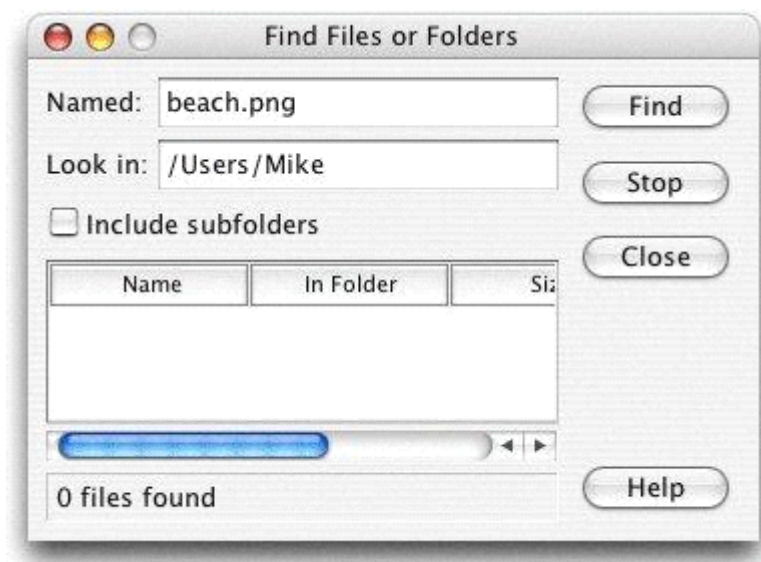 Find Files or Folders
Named: beach.png
Find
Look in: /Users/Mike
Stop
Include subfolders
Close
Name In Folder Siz
0 files found
Help